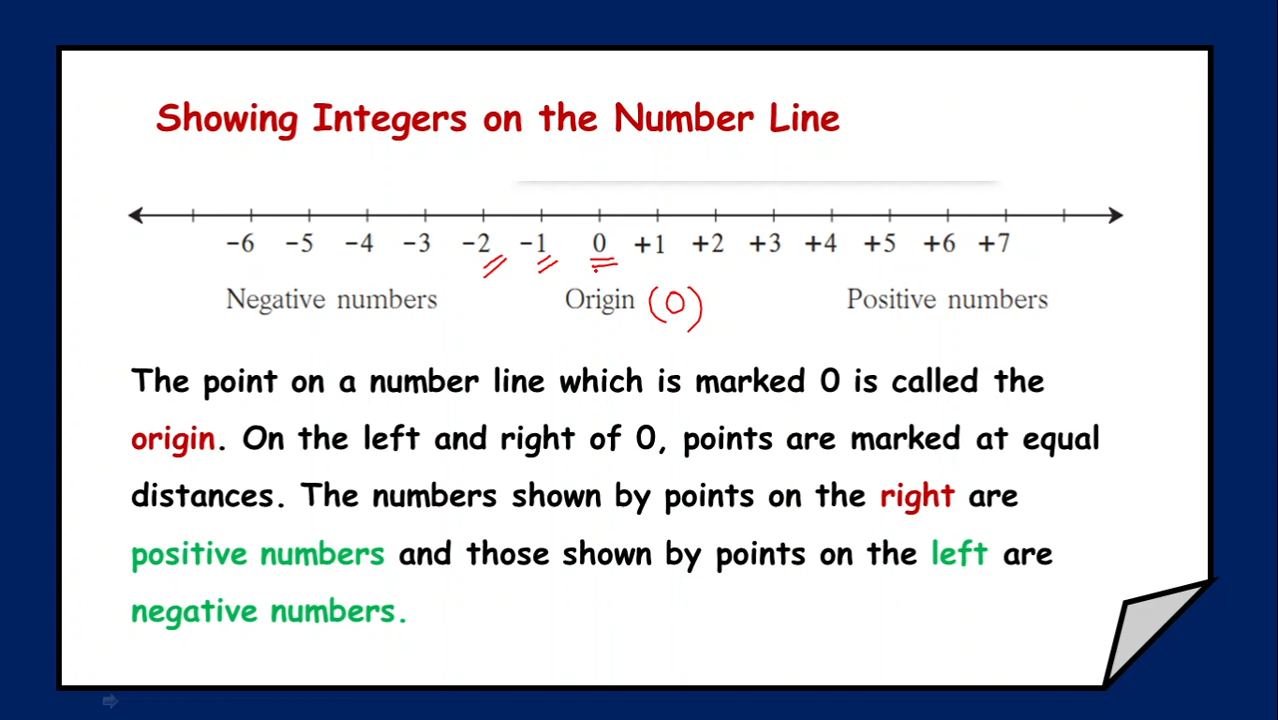 Showing Integers on the Number Line
−6 −5 −4 −3 −2 −1 0 +1 +2 +3 +4 +5 +6 +7
Negative numbers Origin (0) Positive numbers
The point on a number line which is marked 0 is called the
origin. On the left and right of 0, points are marked at equal
distances. The numbers shown by points on the right are
positive numbers and those shown by points on the left are
negative numbers.